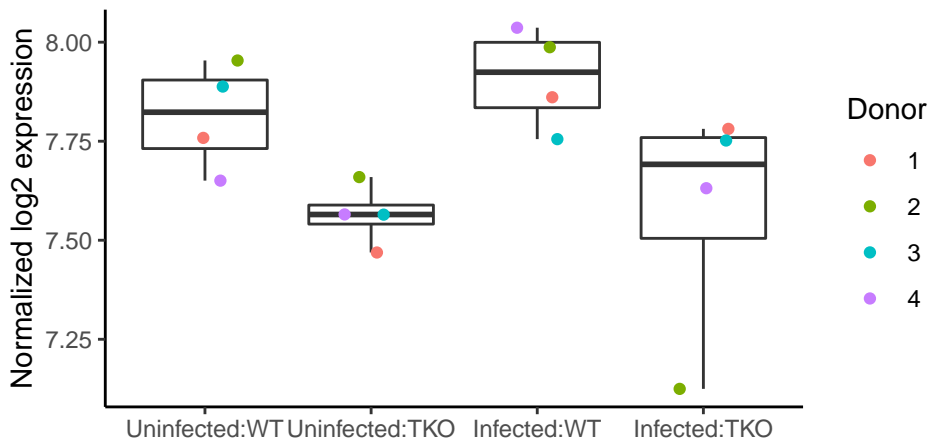 Normalized log2 expression
8.00
7.75
7.50
7.25
Uninfected:WT
Uninfected:TKO
Infected:WT
Infected:TKO
Donor
1
2
3
4